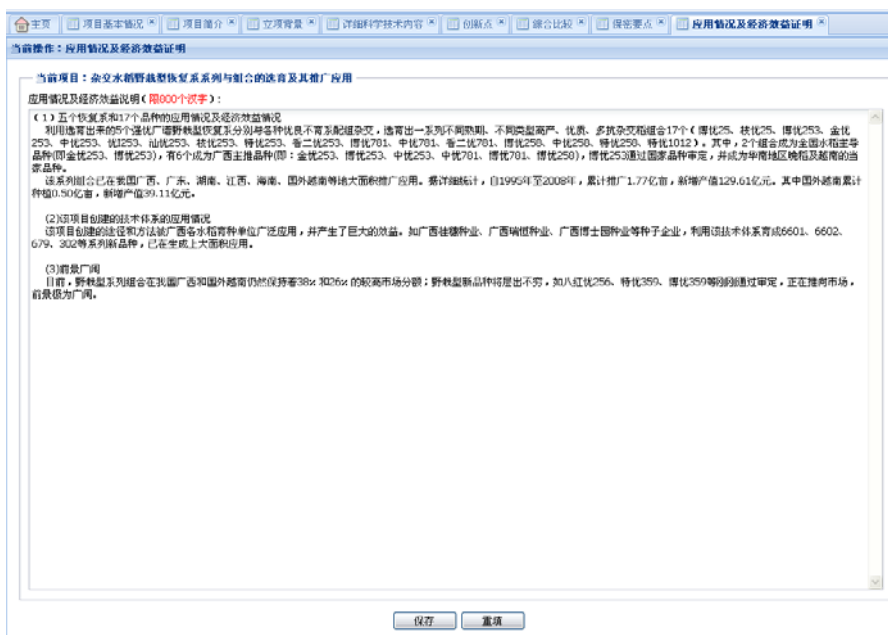 主页 项目基本情况 项目简介 立项背景 详细科学技术内容 创新点 综合比较 保密要点 应用情况及经济效益证明
当前操作：应用情况及经济效益证明
当前项目：杂交水稻野栽型恢复系系列与组合的选育及其推广应用
应用情况及经济效益说明(限000个汉字)：
(1)五个恢复系和17个品种的应用情况及经济效益情况
利用选育出来的5个强优广谱野栽型恢复系分别与各种优良不育系配组杂交，选育出一系列不同熟期、不同类型高产、优质、多抗杂交稻组合17个(博优25、枝优25、博优253、金优
253、中优253、优I253、汕优253、枝优253、特优253、香二优253、博优781、中优781、香二优781、博优258、中优258、特优258、特优1012)。其中，2个组合成为全国水稻主导
品种(即金优253、博优253)，有6个成为广西主推品种(即：金优253、博优253、中优253、中优781、博优781、博优258)，博优253通过国家品种审定，并成为华南地区晚稻及越南的当
家品种。
该系列组合已在我国广西、广东、湖南、江西、海南、国外越南等地大面积推广应用。据详细统计，自1995年至2008年，累计推广1.77亿亩，新增产值129.61亿元。其中国外越南累计
种植0.50亿亩，新增产值39.11亿元。
(2)该项目创建的技术体系的应用情况
该项目创建的途径和方法被广西各水稻育种单位广泛应用，并产生了巨大的效益。如广西桂穗种业、广西瑞恒种业、广西博士园种业等种子企业，利用该技术体系育成6601、6602、
679、302等系列新品种，已在生成上大面积应用。
(3)前景广阔
目前，野栽型系列组合在我国广西和国外越南仍然保持着38%和26%的较高市场分额；野栽型新品种将层出不穷，如八红优256、特优359、博优359等刚刚通过审定，正在推向市场，
前景极为广阔。
保存 重填